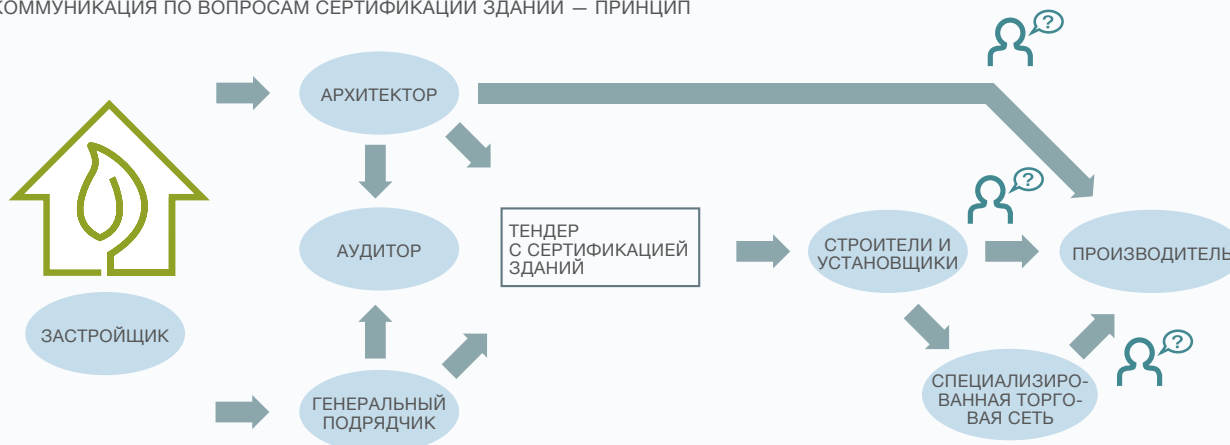 КОММУНИКАЦИЯ ПО ВОПРОСАМ СЕРТИФИКАЦИИ ЗДАНИЙ — ПРИНЦИП
?
АРХИТЕКТОР
?
АУДИТОР
ТЕНДЕР
С СЕРТИФИКАЦИЕЙ
ЗДАНИЙ
СТРОИТЕЛИ И
УСТАНОВЩИКИ
ПРОИЗВОДИТЕЛЬ
ЗАСТРОЙЩИК
?
ГЕНЕРАЛЬНЫЙ
ПОДРЯДЧИК
СПЕЦИАЛИЗИРО-
ВАННАЯ ТОРГО-
ВАЯ СЕТЬ